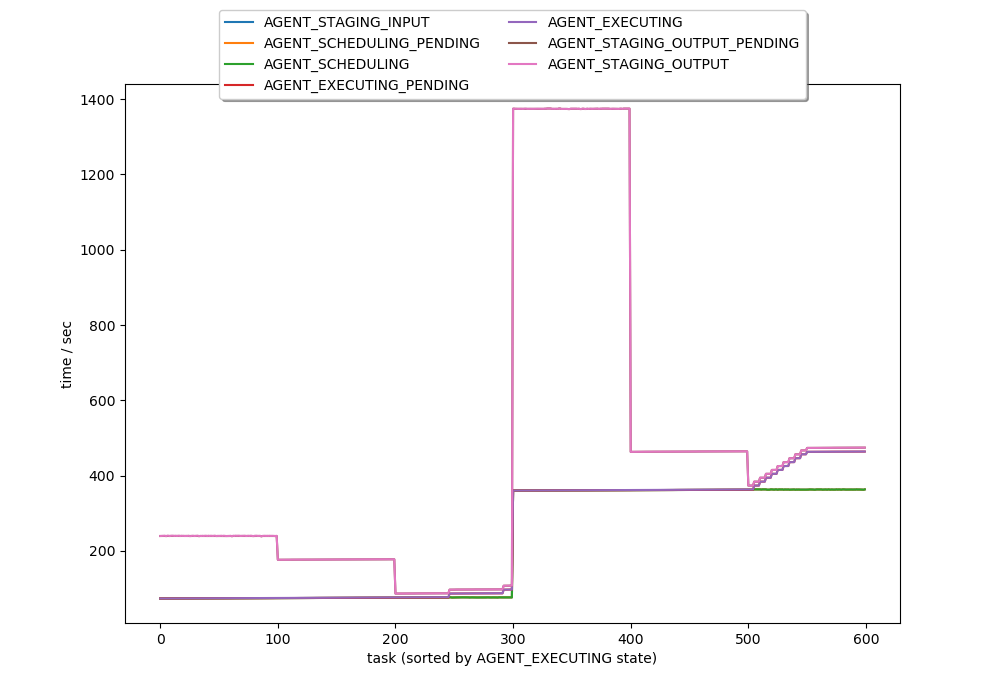 AGENT_STAGING_INPUT
AGENT_SCHEDULING_PENDING
AGENT_SCHEDULING
AGENT_EXECUTING_PENDING
AGENT_EXECUTING
AGENT_STAGING_OUTPUT_PENDING
AGENT_STAGING_OUTPUT
1400
1200
1000
800
600
400
200
time / sec
0 100 200 300 400 500 600
task (sorted by AGENT_EXECUTING state)